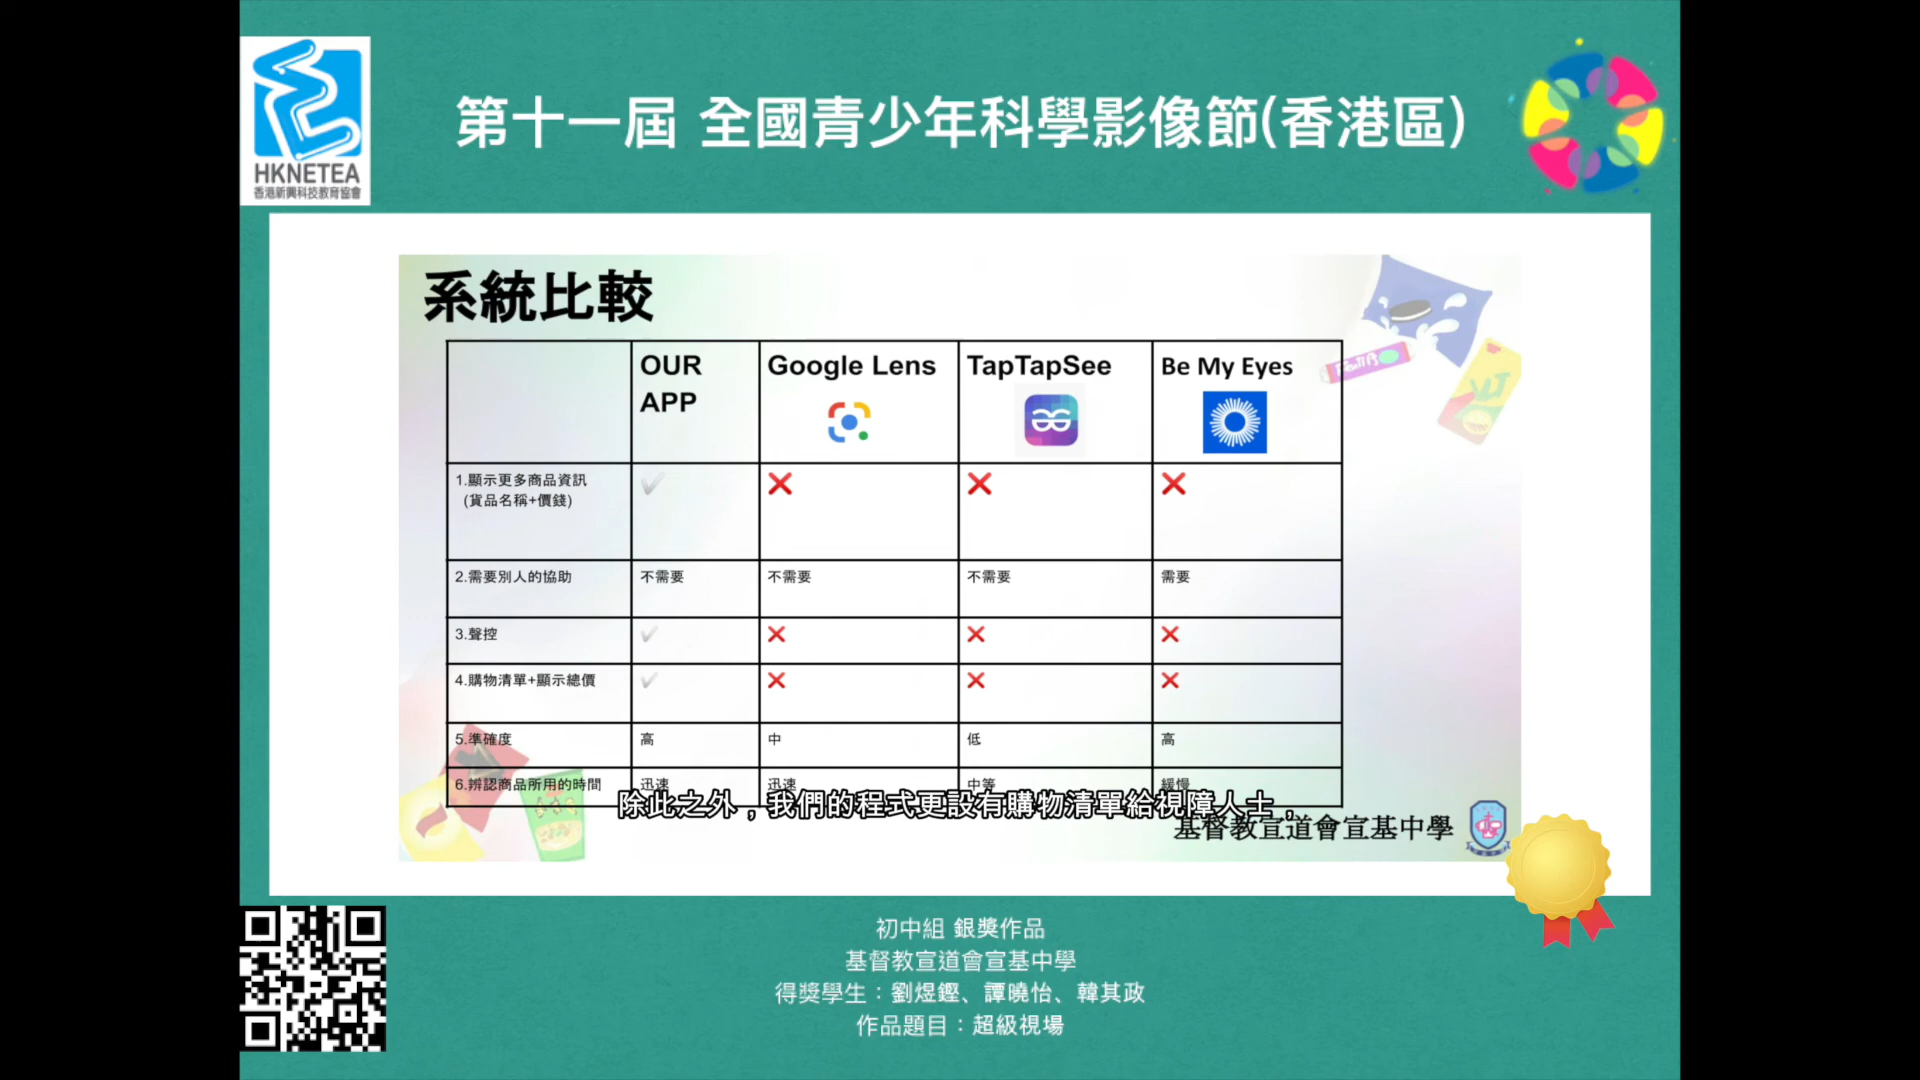 HKNETEA
香港新興科技教育協會
第十一屆 全國青少年科學影像節(香港區)
系統比較
OUR APP
Google Lens
TapTapSee
Be My Eyes
1.顯示更多商品資訊
(貨品名稱+價錢)
2.需要別人的協助 不需要 不需要 不需要 需要
3.聲控
4.購物清單+顯示總價
5.準確度 高 中 低 高
6.辨認商品所用的時間 迅速 迅速 中等 緩慢
除此之外，我們的程式更設有購物清單給視障人士，
基督教宣道會宣基中學
初中組 銀獎作品
基督教宣道會宣基中學
得獎學生：劉煜鏗、譚曉怡、韓其政
作品題目：超級視場